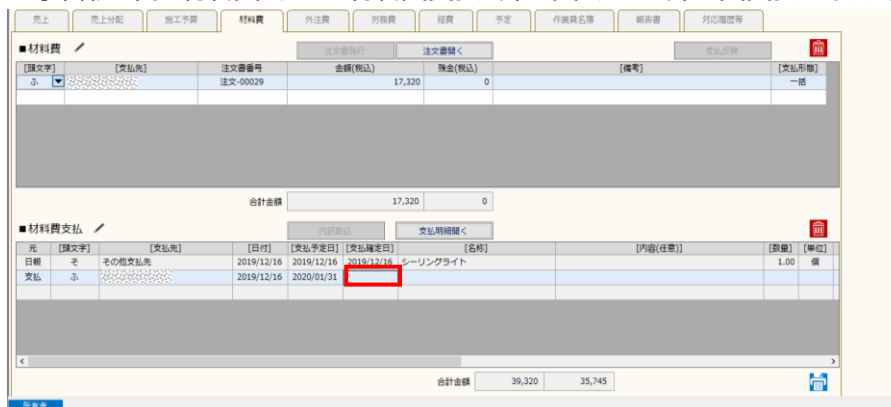 売上 売上分配 施工予算 材料費 外注費 労務費 経費 予定 作業員名簿 報告書 対応履歴等
■材料費 注文書発行 注文書開く 支払反映
[頭文字] [支払先] 注文書番号 金額(税込) 残金(税込) [備考] [支払形態]
ふ 注文-00029 17,320 0 一括
合計金額 17,320 0
■材料費支払 内訳取込 支払明細開く
元 [頭文字] [支払先] [日付] [支払予定日] [支払確定日] [名称] [内容(任意)] [数量] [単位]
日報 そ その他支払先 2019/12/16 2019/12/16 2019/12/16 シーリングライト 1.00 個
支払 ふ 2019/12/16 2020/01/31
合計金額 39,320 35,745